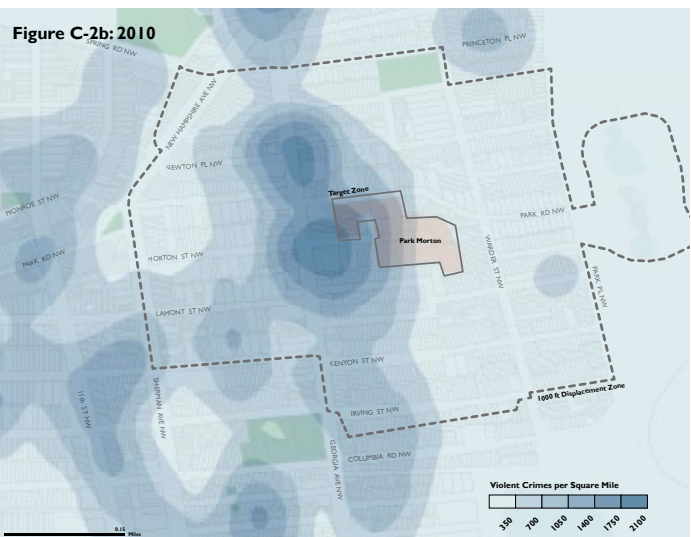 Figure C-2b: 2010
SPRING RD NW
PRINCETON PL NW
NEW HAMPSHIRE AVE NW
NEWTON PL NW
Target Zone
MONROE ST NW
PARK RD NW
Park Morton
PARK RD NW
MORTON ST NW
WARDER ST NW
PARK PL NW
LAMONT ST NW
KENYON ST NW
11th ST NW
SHERMAN AVE NW
1000 ft Displacement Zone
IRVING ST NW
GEORGIA AVE NW
COLUMBIA RD NW
Violent Crimes per Square Mile
350 700 1050 1400 1750 2100
0.15
Miles